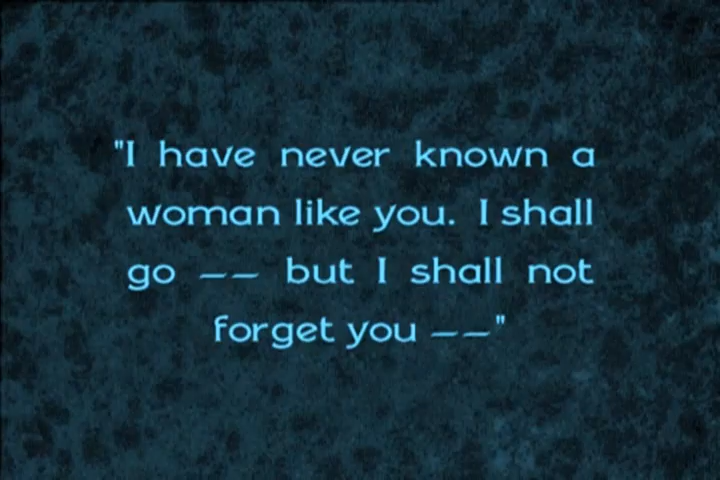 "I have never known a
woman like you. I shall
go –– but I shall not
forget you ––"